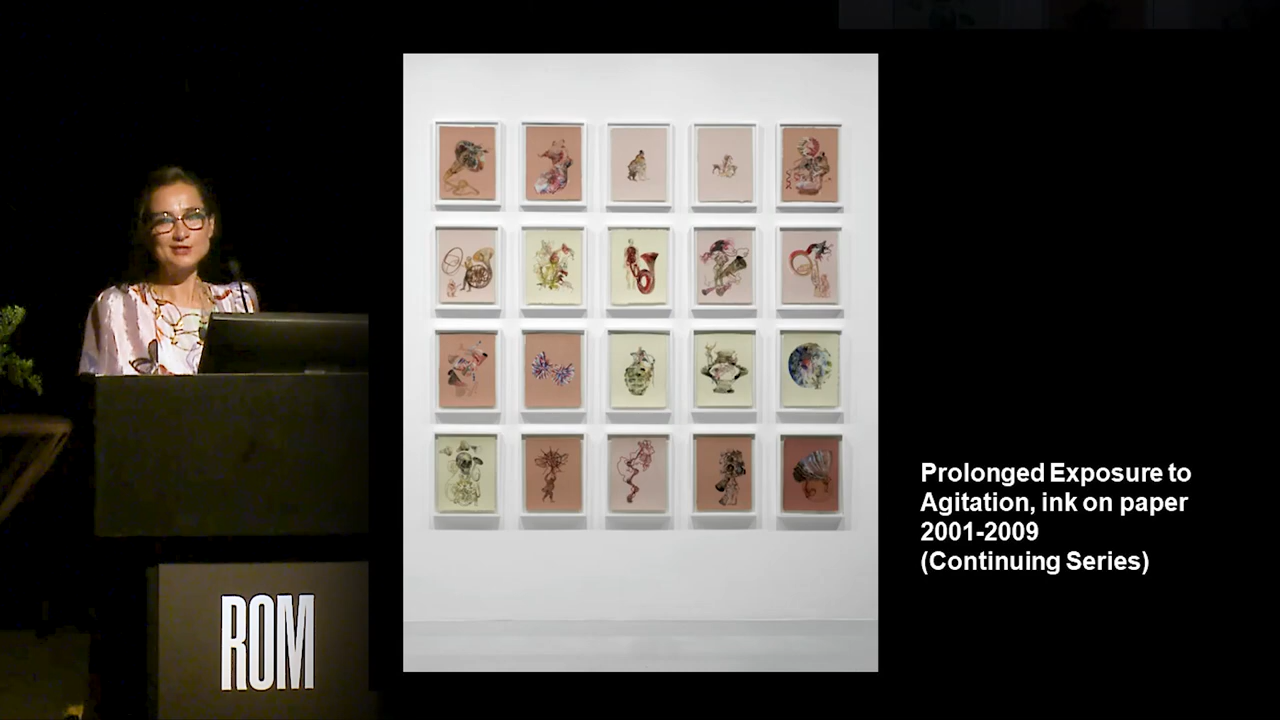 ROM
Prolonged Exposure to
Agitation, ink on paper
2001-2009
(Continuing Series)